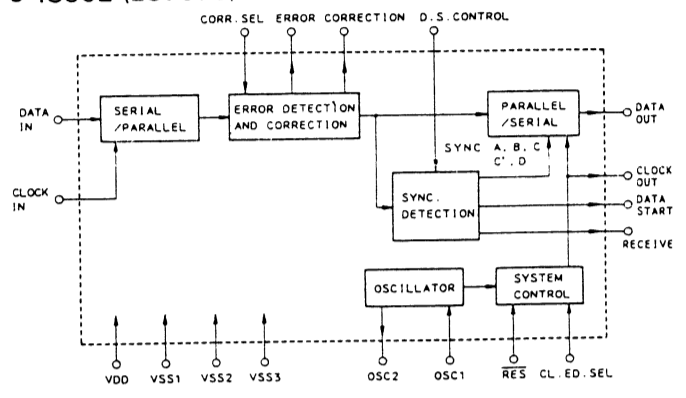 CORR.SEL ERROR CORRECTION D.S.CONTROL
DATA IN
SERIAL /PARALLEL
ERROR DETECTION AND CORRECTION
PARALLEL /SERIAL
DATA OUT
SYNC A, B, C
C', D
CLOCK IN
SYNC. DETECTION
CLOCK OUT
DATA START
RECEIVE
OSCILLATOR
SYSTEM CONTROL
VDD VSS1 VSS2 VSS3 OSC2 OSC1 RES CL.ED.SEL